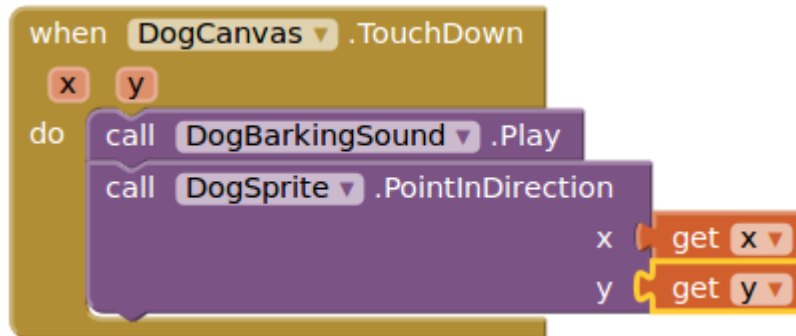 when DogCanvas .TouchDown
x y
do call DogBarkingSound .Play
call DogSprite .PointInDirection
x get x
y get y